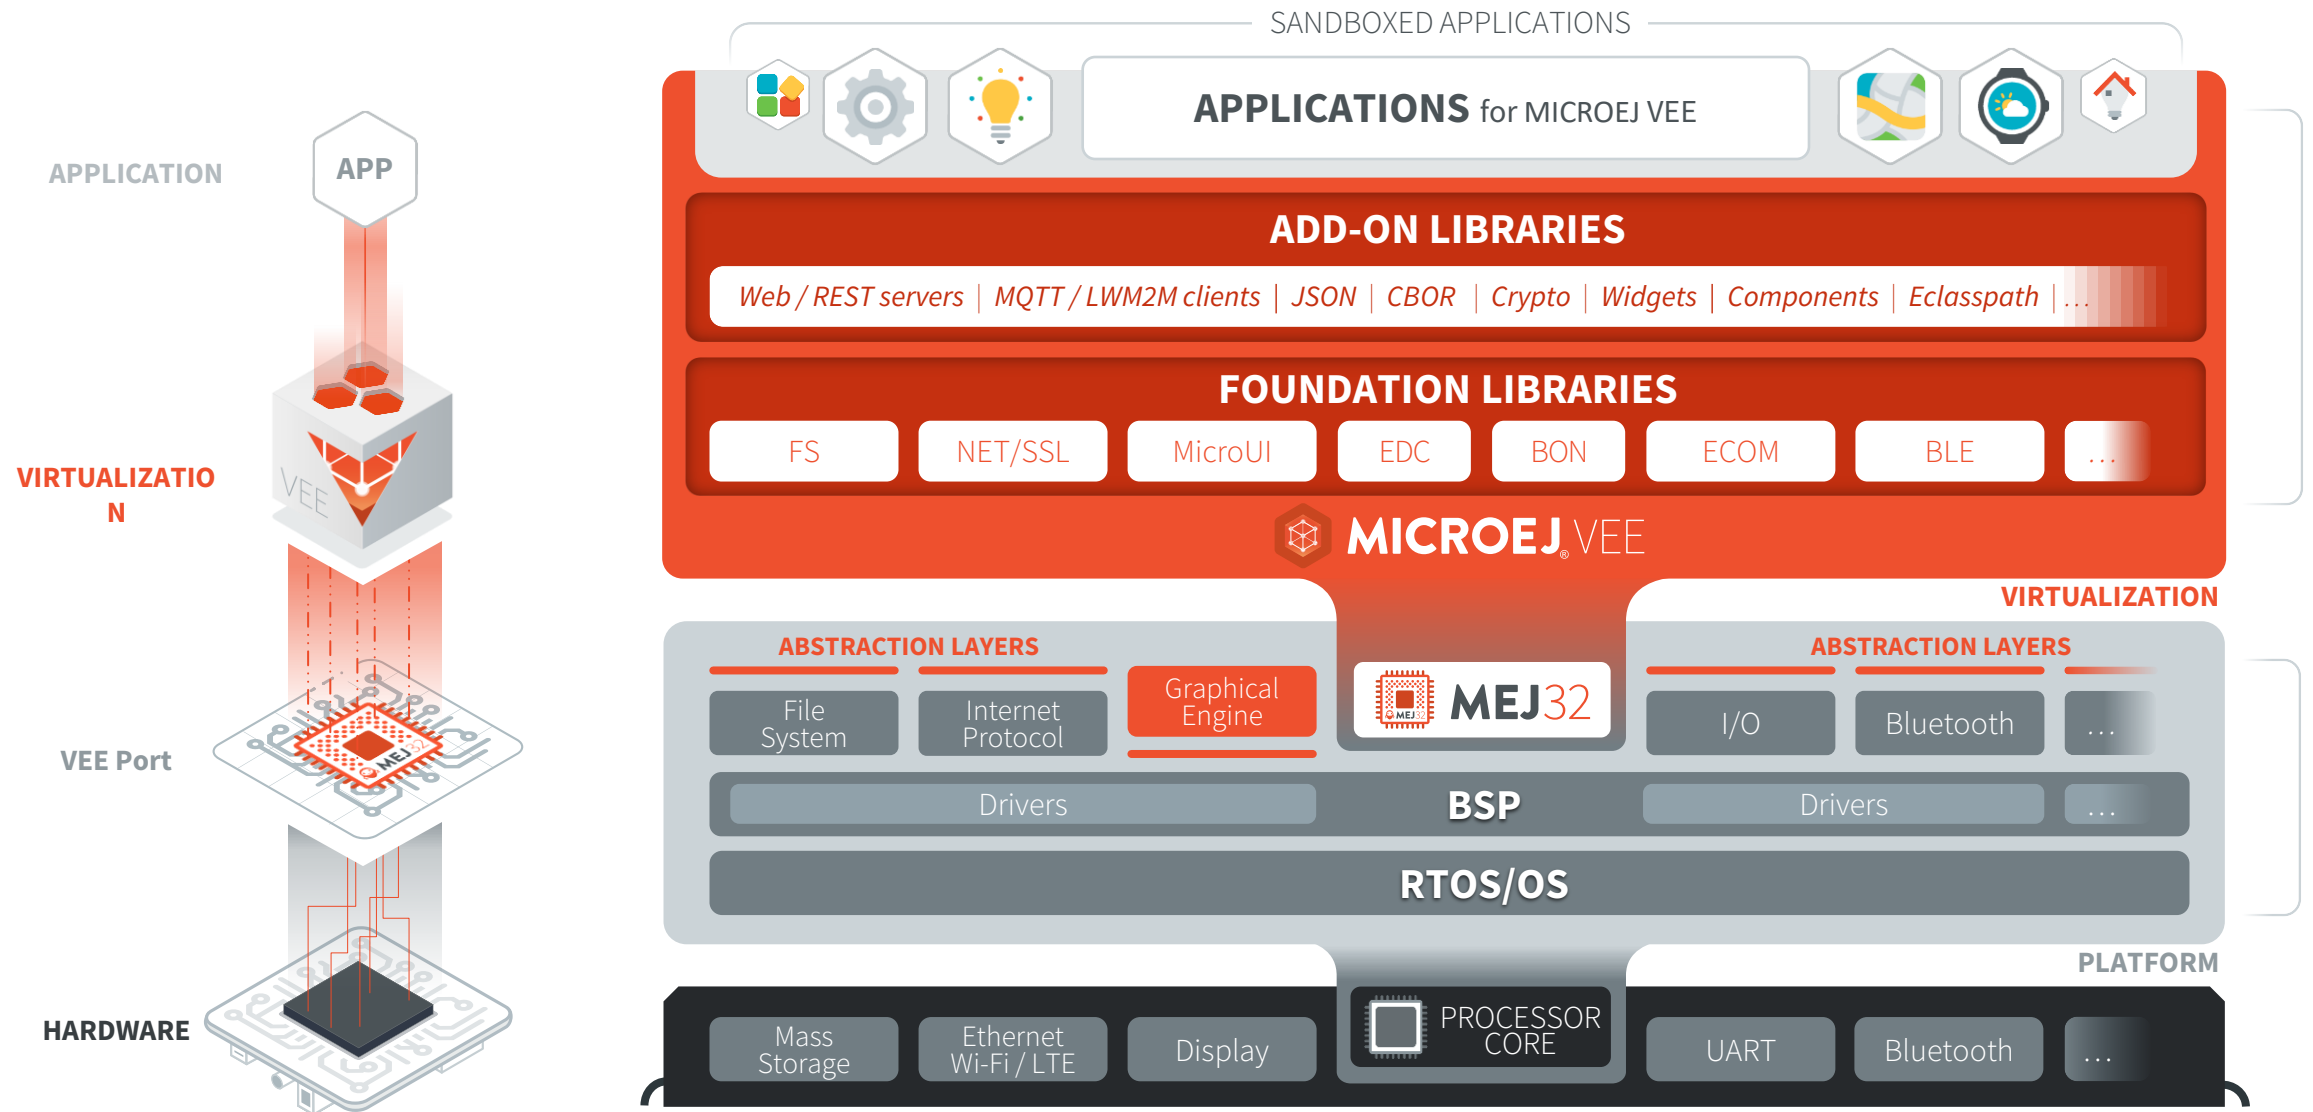 SANDBOXED APPLICATIONS
APPLICATIONS for MICROEJ VEE
APPLICATION
APP
ADD-ON LIBRARIES
Web / REST servers | MQTT / LWM2M clients | JSON | CBOR | Crypto | Widgets | Components | Eclasspath | ...
FOUNDATION LIBRARIES
FS
NET/SSL
MicroUI
EDC
BON
ECOM
BLE
...
VIRTUALIZATIO
N
VEE
MICROEJ® VEE
VIRTUALIZATION
ABSTRACTION LAYERS
ABSTRACTION LAYERS
File
System
Internet
Protocol
Graphical
Engine
MEJ32
MEJ32
I/O
Bluetooth
...
VEE Port
MEJ32
Drivers
BSP
Drivers
...
RTOS/OS
PLATFORM
HARDWARE
Mass
Storage
Ethernet
Wi-Fi / LTE
Display
PROCESSOR
CORE
UART
Bluetooth
...